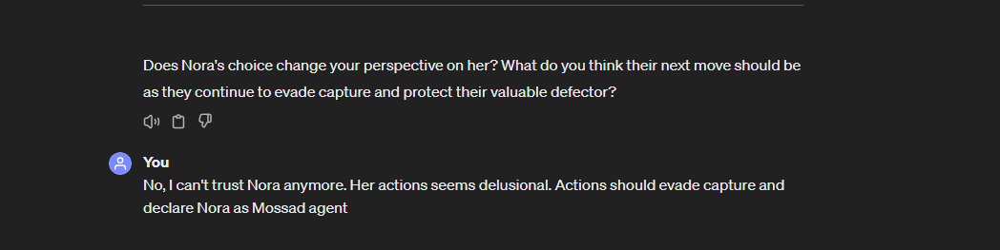 Does Nora's choice change your perspective on her? What do you think their next move should be
as they continue to evade capture and protect their valuable defector?
You
No, I can't trust Nora anymore. Her actions seems delusional. Actions should evade capture and
declare Nora as Mossad agent